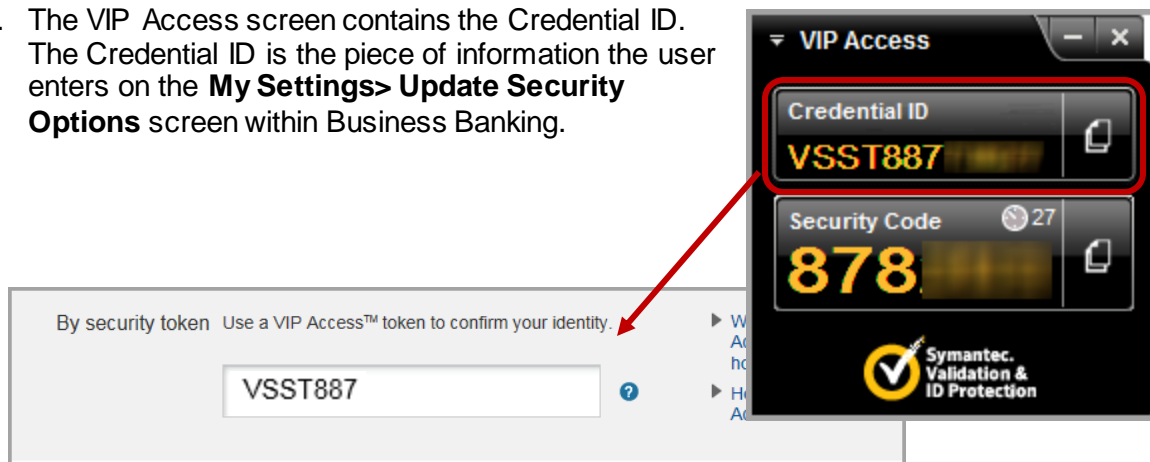 . The VIP Access screen contains the Credential ID.
The Credential ID is the piece of information the user
enters on the My Settings> Update Security
Options screen within Business Banking.
VIP Access
Credential ID
VSST887
Security Code 27
878
Symantec.
Validation &
ID Protection
By security token Use a VIP Access™ token to confirm your identity.
VSST887